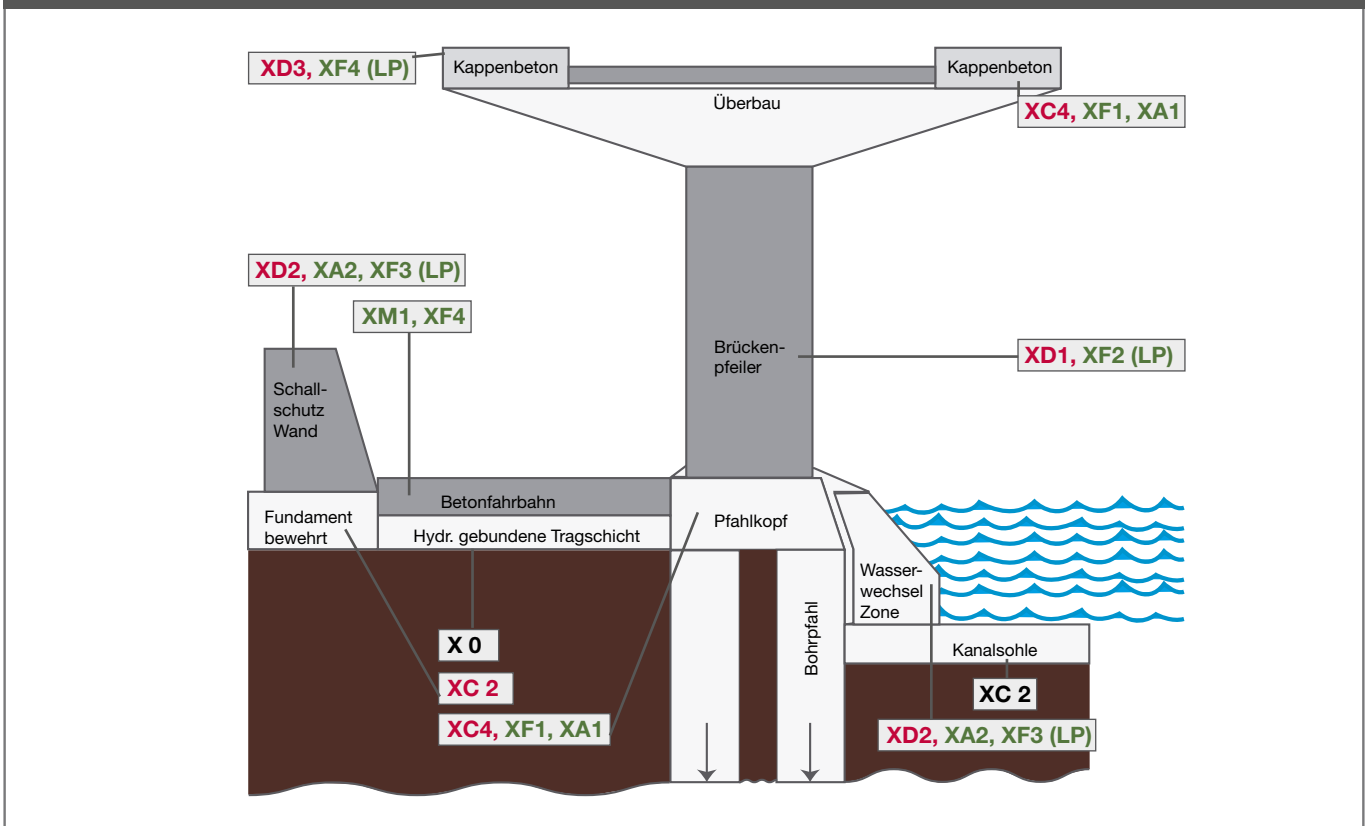 XD3, XF4 (LP)
Kappenbeton
Kappenbeton
Überbau
XC4, XF1, XA1
XD2, XA2, XF3 (LP)
XM1, XF4
Brücken-
pfeiler
XD1, XF2 (LP)
Schall-
schutz
Wand
Betonfahrbahn
Fundament
bewehrt
Hydr. gebundene Tragschicht
Pfahlkopf
Wasser-
wechsel
Zone
Bohrpfahl
X 0
Kanalsohle
XC 2
XC 2
XC4, XF1, XA1
XD2, XA2, XF3 (LP)